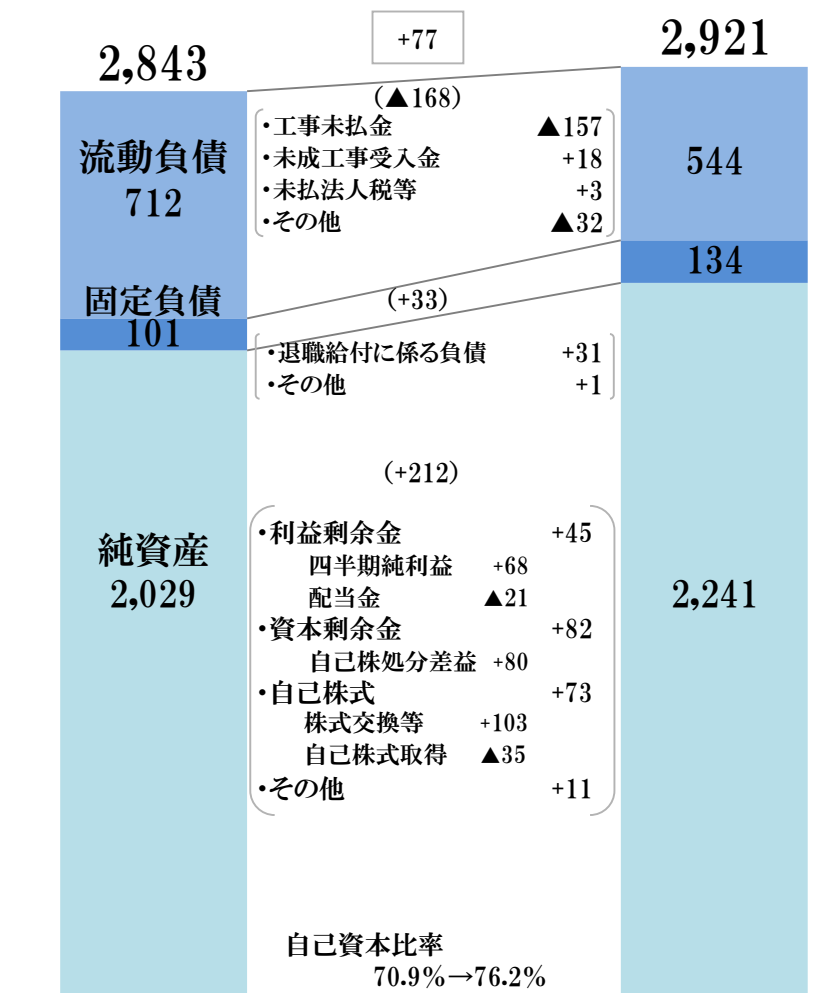 +77
2,843
2,921
(▲168)
流動負債
712
・工事未払金 ▲157
・未成工事受入金 +18
・未払法人税等 +3
・その他 ▲32
544
134
固定負債
101
(+33)
・退職給付に係る負債 +31
・その他 +1
(+212)
純資産
2,029
・利益剰余金 +45
四半期純利益 +68
配当金 ▲21
・資本剰余金 +82
自己株処分差益 +80
・自己株式 +73
株式交換等 +103
自己株式取得 ▲35
・その他 +11
2,241
自己資本比率
70.9%→76.2%